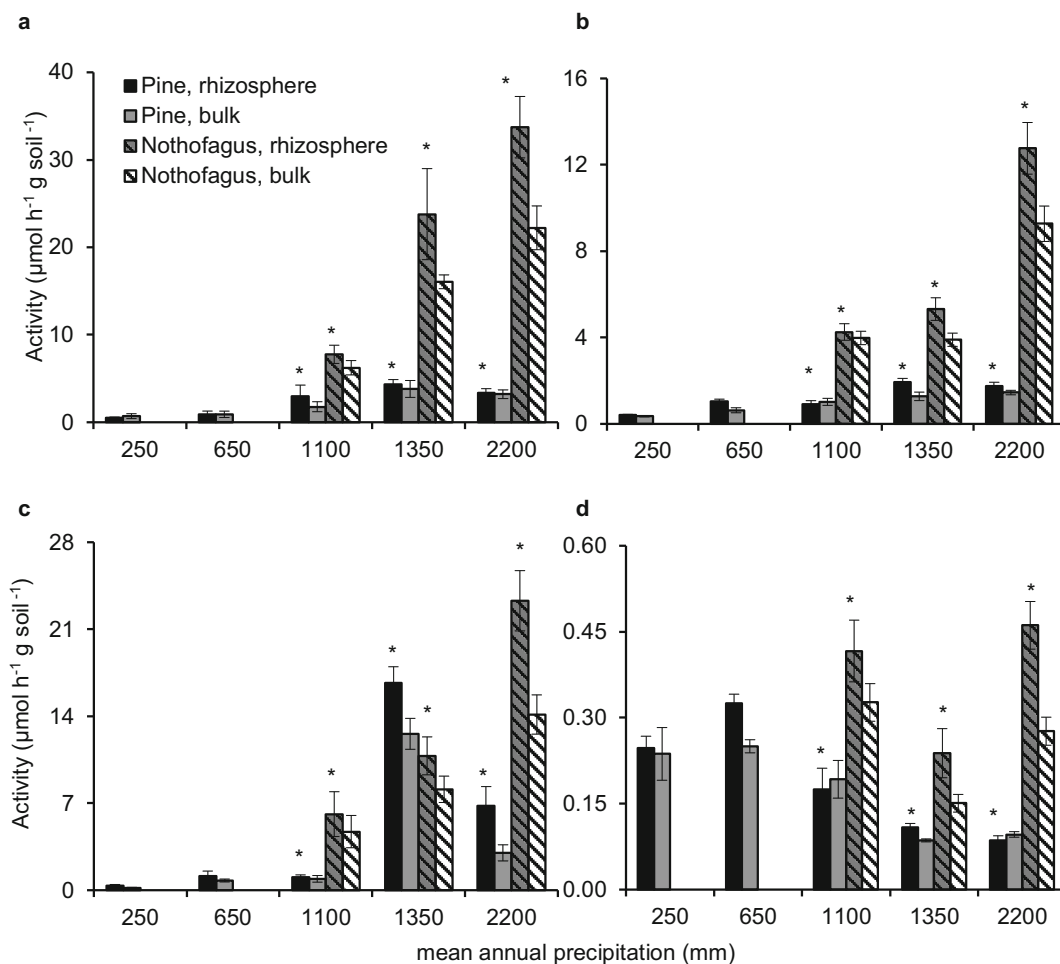 a
b
40
30
20
10
0
Activity (µmol h⁻¹ g soil⁻¹)
Pine, rhizosphere
Pine, bulk
Nothofagus, rhizosphere
Nothofagus, bulk
* * * * * *
250 650 1100 1350 2200
16
12
8
4
0
* * * * * *
250 650 1100 1350 2200
c
d
28
21
14
7
0
Activity (µmol h⁻¹ g soil⁻¹)
* * * * * *
250 650 1100 1350 2200
0.60
0.45
0.30
0.15
0.00
* * * * * *
250 650 1100 1350 2200
mean annual precipitation (mm)